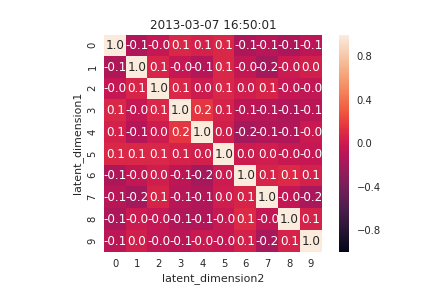 2013-03-07 16:50:01
latent_dimension1
0 1.0 -0.1 -0.0 0.1 0.1 0.1 -0.1 -0.1 -0.1 -0.1
1 -0.1 1.0 0.1 -0.0 -0.1 0.1 -0.0 -0.2 -0.0 0.0
2 -0.0 0.1 1.0 0.1 0.0 0.1 0.0 0.1 -0.0 -0.0
3 0.1 -0.0 0.1 1.0 0.2 0.1 -0.1 -0.1 -0.1 -0.1
4 0.1 -0.1 0.0 0.2 1.0 0.0 -0.2 -0.1 -0.1 -0.0
5 0.1 0.1 0.1 0.1 0.0 1.0 0.0 0.0 -0.0 -0.0
6 -0.1 -0.0 0.0 -0.1 -0.2 0.0 1.0 0.1 0.1 0.1
7 -0.1 -0.2 0.1 -0.1 -0.1 0.0 0.1 1.0 -0.0 -0.2
8 -0.1 -0.0 -0.0 -0.1 -0.1 -0.0 0.1 -0.0 1.0 0.1
9 -0.1 0.0 -0.0 -0.1 -0.0 -0.0 0.1 -0.2 0.1 1.0
0 1 2 3 4 5 6 7 8 9
latent_dimension2
0.8
0.4
0.0
-0.4
-0.8